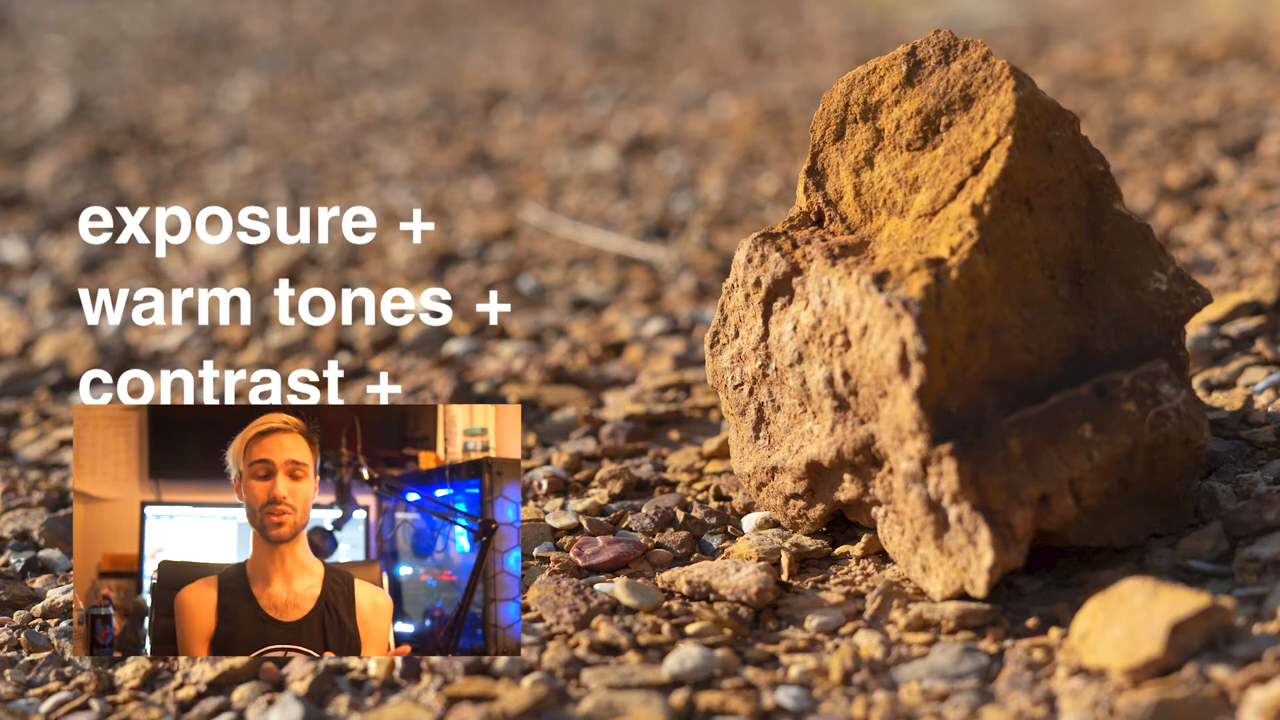 exposure +
warm tones +
contrast +